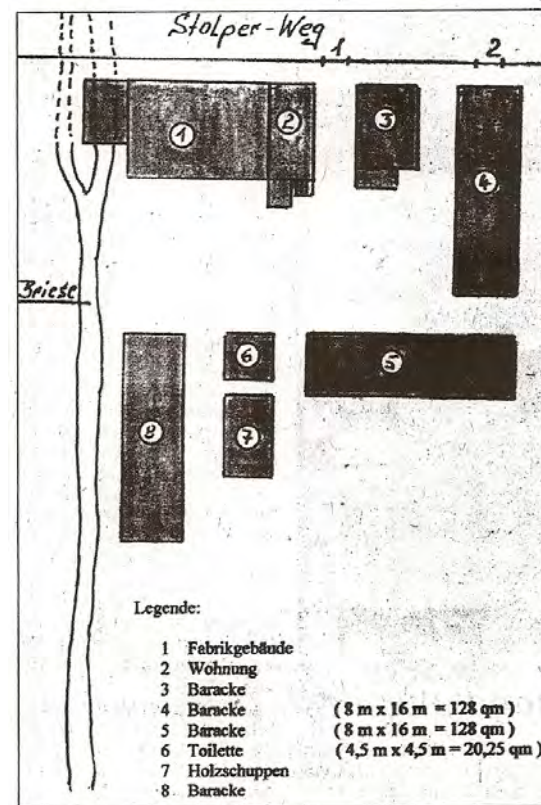 Stolper-Weg
1 2
1 2 3 4
Briese
6 5
8 7
Legende:
1 Fabrikgebäude
2 Wohnung
3 Baracke
4 Baracke (8 m x 16 m = 128 qm)
5 Baracke (8 m x 16 m = 128 qm)
6 Toilette (4,5 m x 4,5 m = 20,25 qm)
7 Holzschuppen
8 Baracke